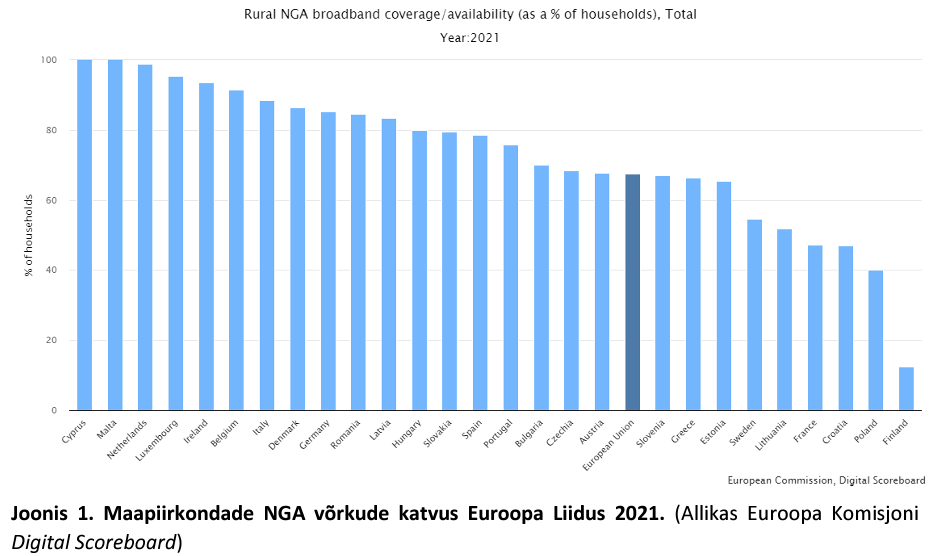 Rural NGA broadband coverage/availability (as a % of households), Total
Year:2021
% of households
100
80
60
40
20
0
Cyprus
Malta
Netherlands
Luxembourg
Ireland
Belgium
Italy
Denmark
Germany
Romania
Latvia
Hungary
Slovakia
Spain
Portugal
Bulgaria
Czechia
Austria
European Union
Slovenia
Greece
Estonia
Sweden
Lithuania
France
Croatia
Poland
Finland
European Commission, Digital Scoreboard
Joonis 1. Maapiirkondade NGA võrkude katvus Euroopa Liidus 2021. (Allikas Euroopa Komisjoni
Digital Scoreboard)